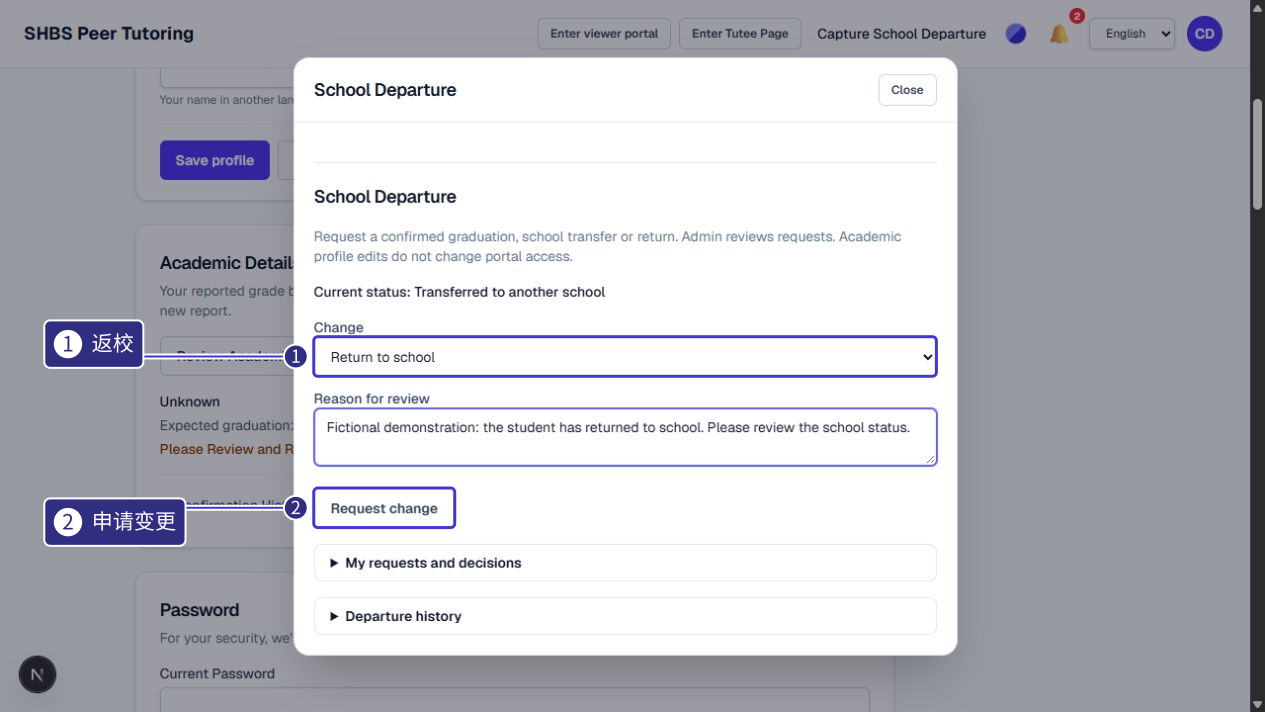 SHBS Peer Tutoring
Enter viewer portal
Enter Tutee Page
Capture School Departure
2
English
CD
Your name in another lan
Save profile
Academic Details
Your reported grade b
new report.
Unknown
Expected graduation:
Please Review and R
Password
For your security, we'
Current Password
N
School Departure
Close
School Departure
Request a confirmed graduation, school transfer or return. Admin reviews requests. Academic
profile edits do not change portal access.
Current status: Transferred to another school
Change
1 返校
1
Return to school
Reason for review
Fictional demonstration: the student has returned to school. Please review the school status.
2 申请变更
2
Request change
My requests and decisions
Departure history